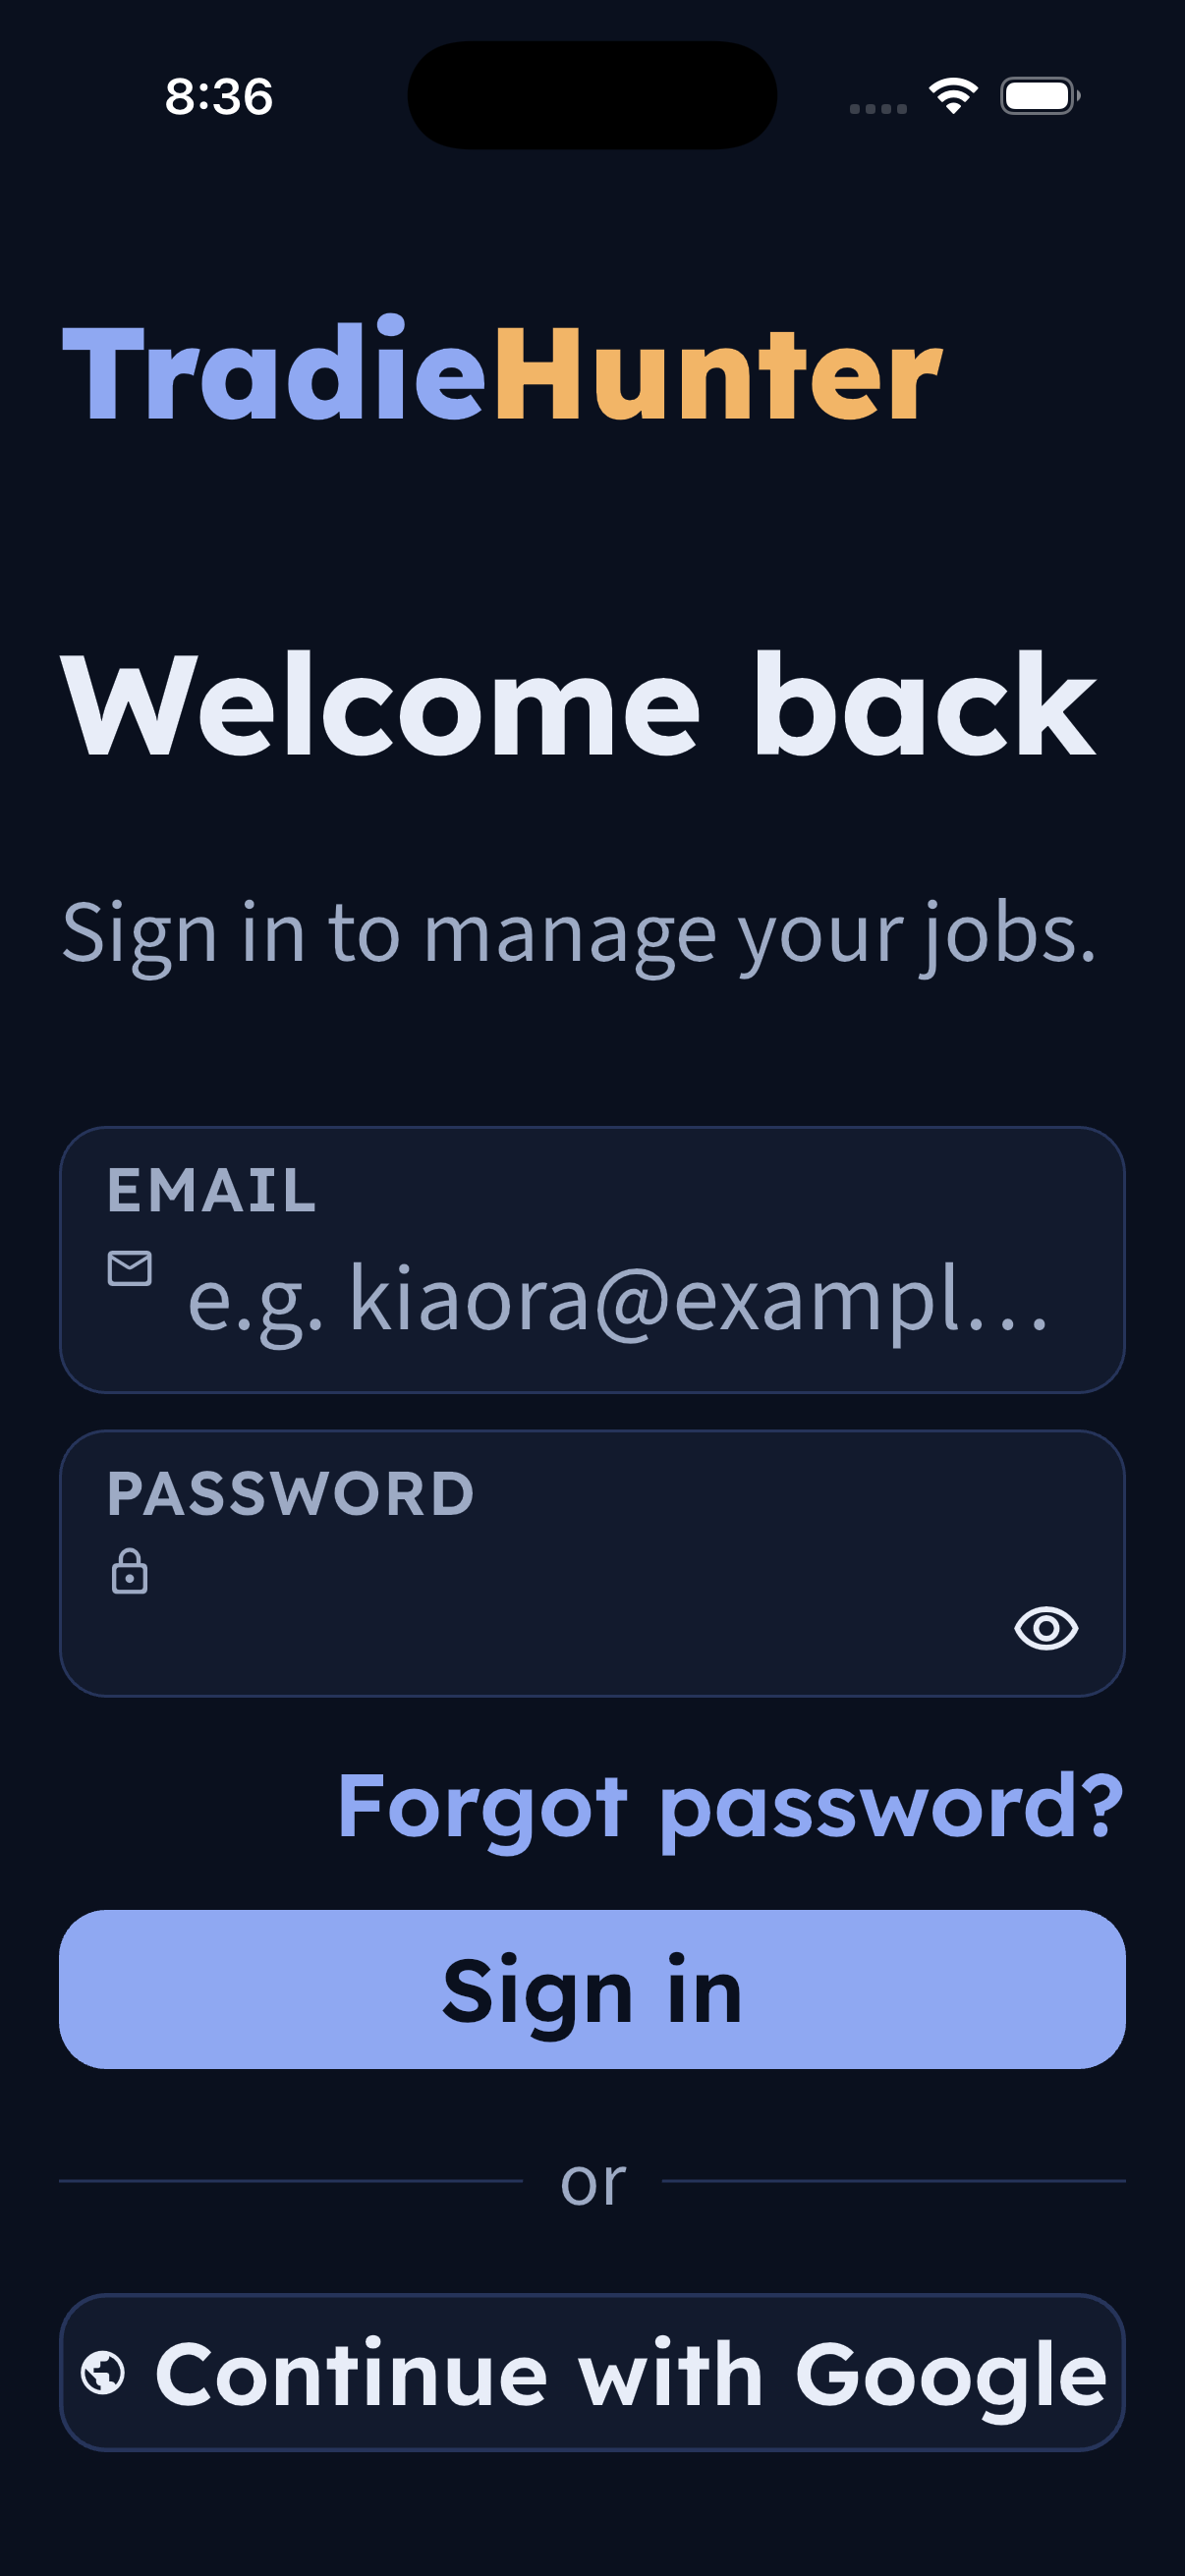 8:36
TradieHunter
Welcome back
Sign in to manage your jobs.
EMAIL
e.g. kiaora@exampl...
PASSWORD
Forgot password?
Sign in
or
Continue with Google